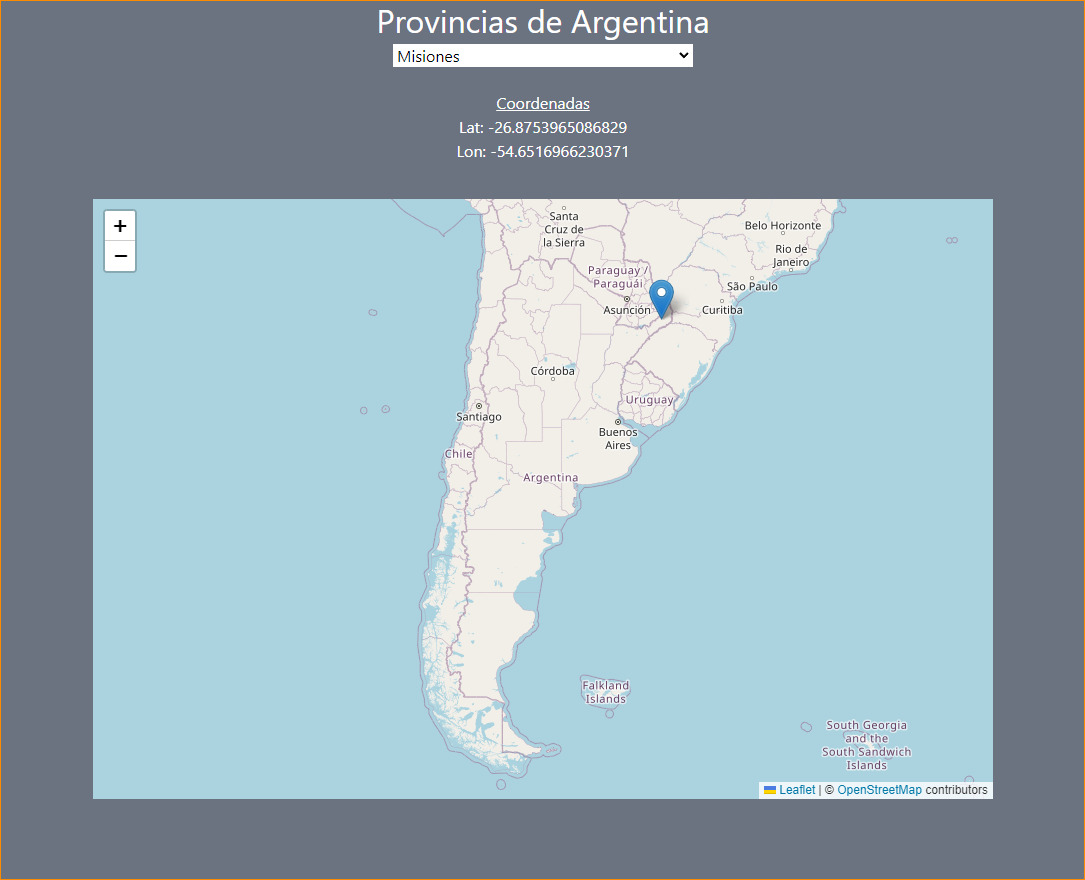 Provincias de Argentina
Misiones
Coordenadas
Lat: -26.8753965086829
Lon: -54.6516966230371
+
−
Santa
Cruz de
la Sierra
Belo Horizonte
Rio de
Janeiro
Paraguay /
Paraguái
São Paulo
Asunción
Curitiba
Córdoba
Uruguay
Santiago
Buenos
Aires
Chile
Argentina
Falkland
Islands
South Georgia
and the
South Sandwich
Islands
Leaflet | © OpenStreetMap contributors